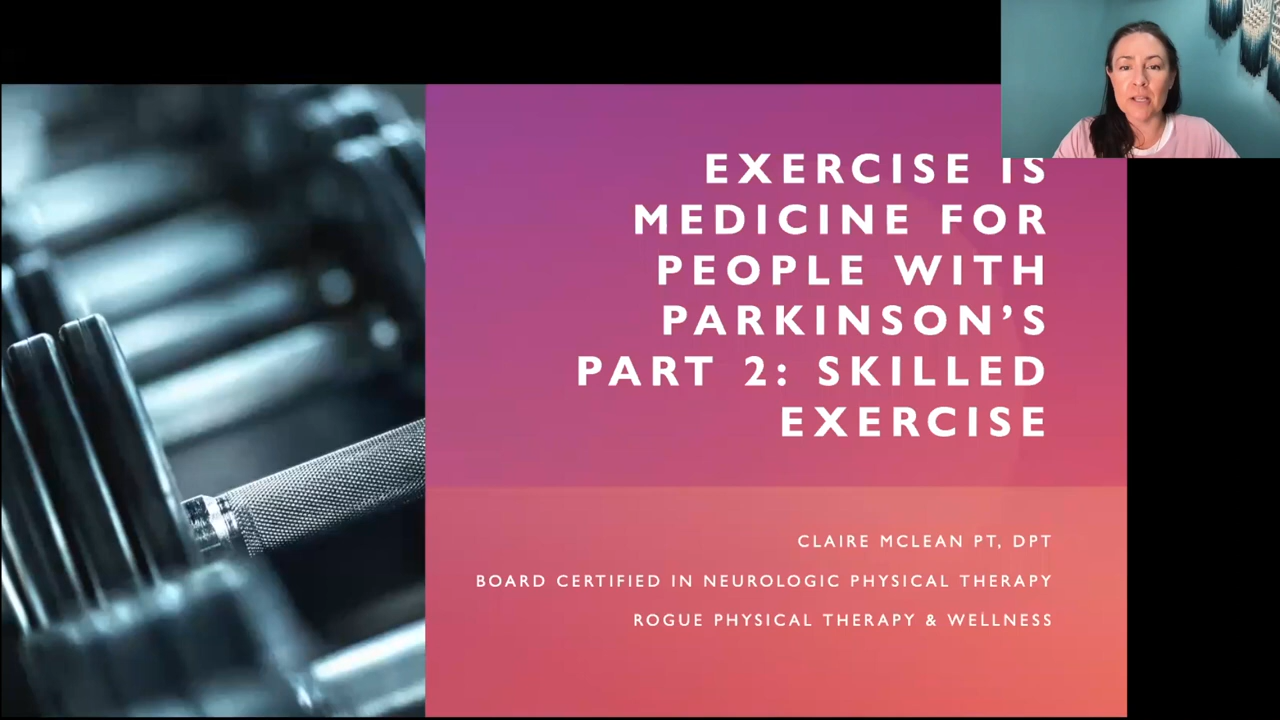 EXERCISE IS
MEDICINE FOR
PEOPLE WITH
PARKINSON'S
PART 2: SKILLED
EXERCISE
CLAIRE MCLEAN PT, DPT
BOARD CERTIFIED IN NEUROLOGIC PHYSICAL THERAPY
ROGUE PHYSICAL THERAPY & WELLNESS